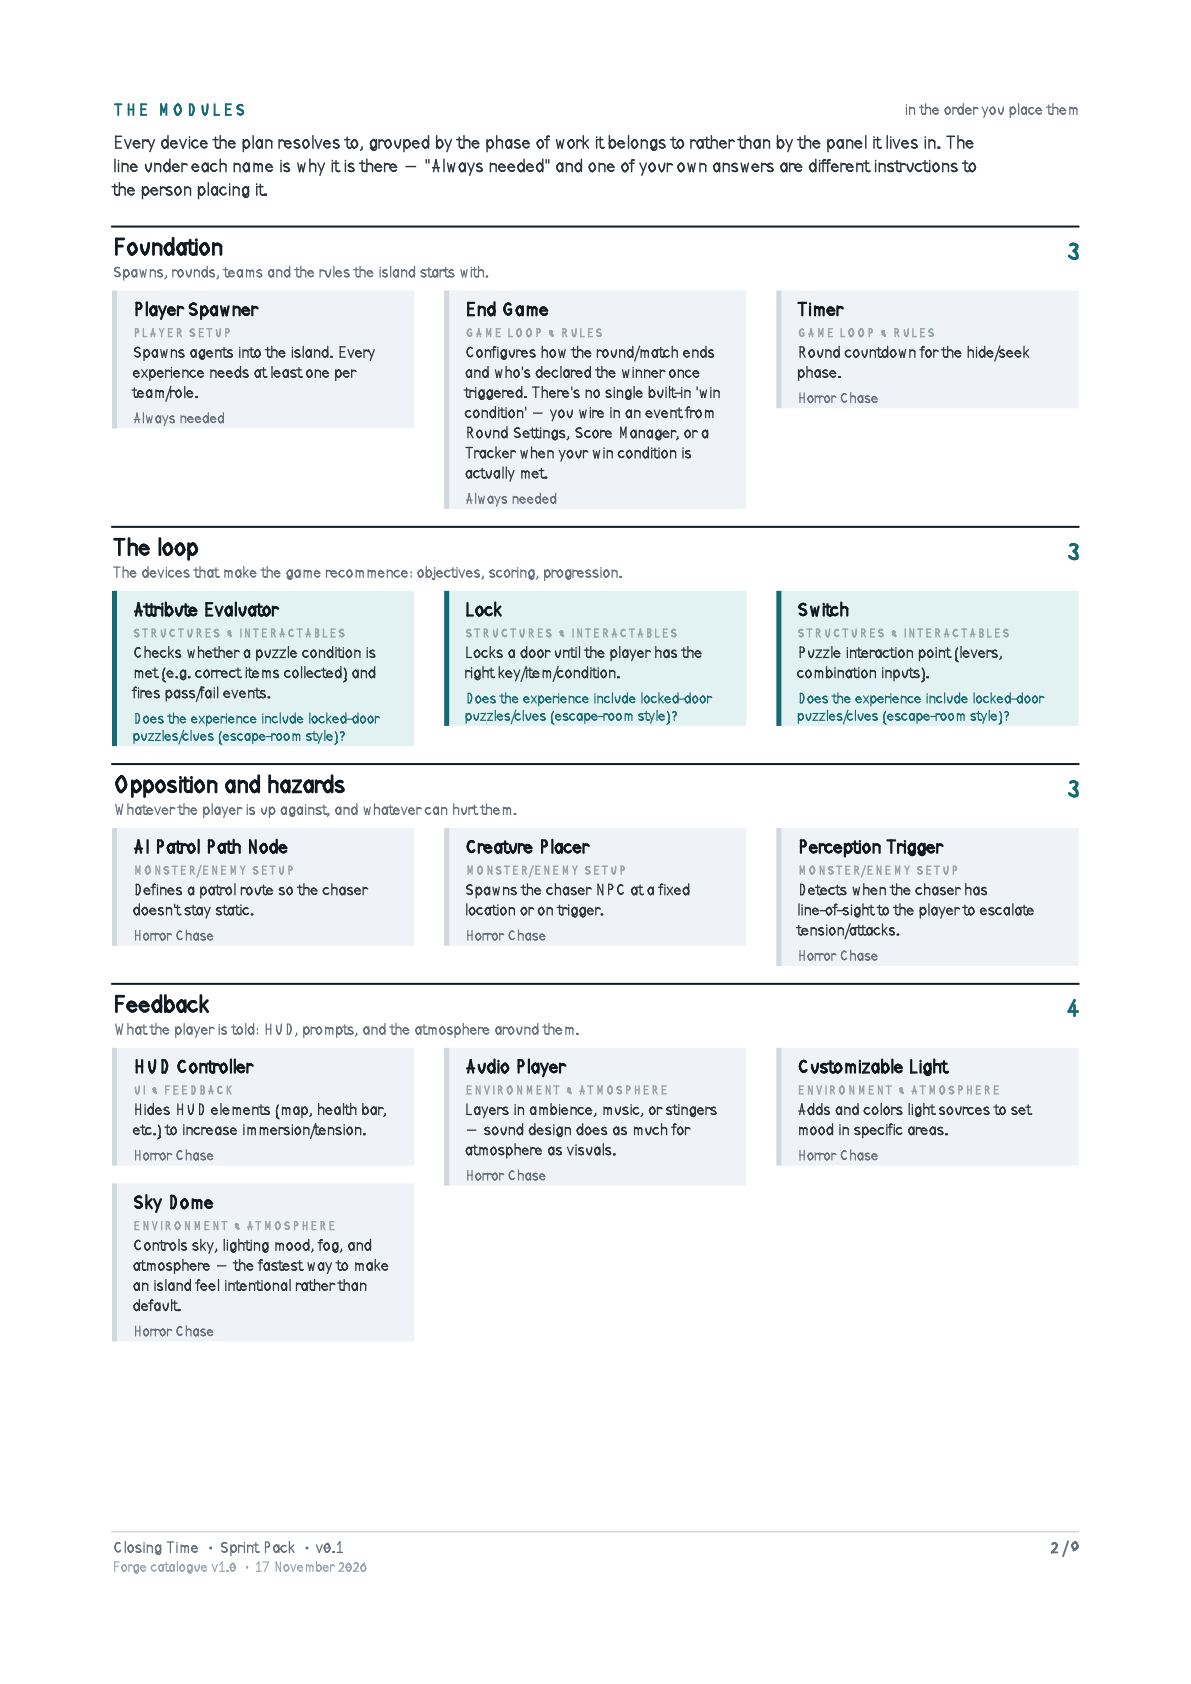 THE MODULES
in the order you place them
Every device the plan resolves to, grouped by the phase of work it belongs to rather than by the panel it lives in. The
line under each name is why it is there — "Always needed" and one of your own answers are different instructions to
the person placing it.
Foundation
3
Spawns, rounds, teams and the rules the island starts with.
Player Spawner
PLAYER SETUP
Spawns agents into the island. Every
experience needs at least one per
team/role.
Always needed
End Game
GAME LOOP & RULES
Configures how the round/match ends
and who's declared the winner once
triggered. There's no single built-in 'win
condition' — you wire in an event from
Round Settings, Score Manager, or a
Tracker when your win condition is
actually met.
Always needed
Timer
GAME LOOP & RULES
Round countdown for the hide/seek
phase.
Horror Chase
The loop
3
The devices that make the game recommence: objectives, scoring, progression.
Attribute Evaluator
STRUCTURES & INTERACTABLES
Checks whether a puzzle condition is
met (e.g. correct items collected) and
fires pass/fail events.
Does the experience include locked-door
puzzles/clues (escape-room style)?
Lock
STRUCTURES & INTERACTABLES
Locks a door until the player has the
right key/item/condition.
Does the experience include locked-door
puzzles/clues (escape-room style)?
Switch
STRUCTURES & INTERACTABLES
Puzzle interaction point (levers,
combination inputs).
Does the experience include locked-door
puzzles/clues (escape-room style)?
Opposition and hazards
3
Whatever the player is up against, and whatever can hurt them.
AI Patrol Path Node
MONSTER/ENEMY SETUP
Defines a patrol route so the chaser
doesn't stay static.
Horror Chase
Creature Placer
MONSTER/ENEMY SETUP
Spawns the chaser NPC at a fixed
location or on trigger.
Horror Chase
Perception Trigger
MONSTER/ENEMY SETUP
Detects when the chaser has
line-of-sight to the player to escalate
tension/attacks.
Horror Chase
Feedback
4
What the player is told: HUD, prompts, and the atmosphere around them.
HUD Controller
UI & FEEDBACK
Hides HUD elements (map, health bar,
etc.) to increase immersion/tension.
Horror Chase
Audio Player
ENVIRONMENT & ATMOSPHERE
Layers in ambience, music, or stingers
— sound design does as much for
atmosphere as visuals.
Horror Chase
Customizable Light
ENVIRONMENT & ATMOSPHERE
Adds and colors light sources to set
mood in specific areas.
Horror Chase
Sky Dome
ENVIRONMENT & ATMOSPHERE
Controls sky, lighting mood, fog, and
atmosphere — the fastest way to make
an island feel intentional rather than
default.
Horror Chase
Closing Time · Sprint Pack · v0.1
2 / 9
Forge catalogue v1.0 · 17 November 2026